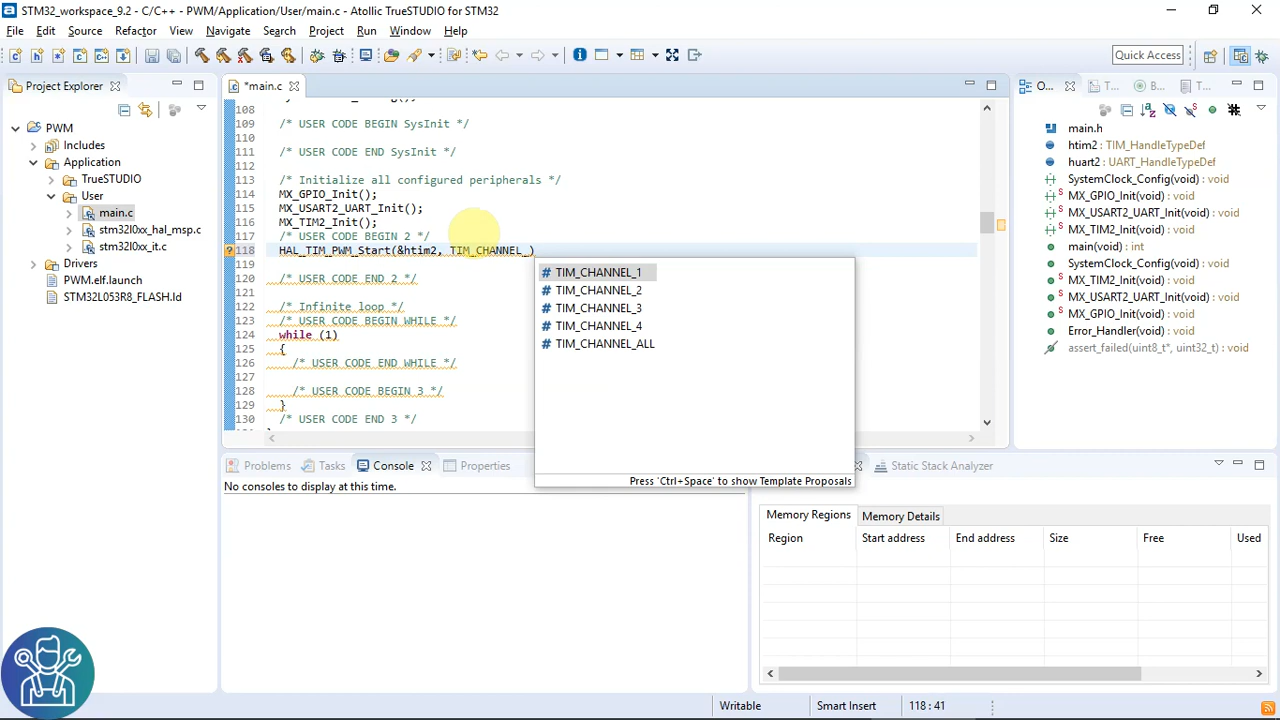 STM32_workspace_9.2 - C/C++ - PWM/Application/User/main.c - Atollic TrueSTUDIO for STM32
File Edit Source Refactor View Navigate Search Project Run Window Help
Quick Access
Project Explorer
*main.c
O...
T...
B...
T...
PWM
Includes
Application
TrueSTUDIO
User
main.c
stm32l0xx_hal_msp.c
stm32l0xx_it.c
Drivers
PWM.elf.launch
STM32L053R8_FLASH.ld
108
109 /* USER CODE BEGIN SysInit */
110
111 /* USER CODE END SysInit */
112
113 /* Initialize all configured peripherals */
114 MX_GPIO_Init();
115 MX_USART2_UART_Init();
116 MX_TIM2_Init();
117 /* USER CODE BEGIN 2 */
118 HAL_TIM_PWM_Start(&htim2, TIM_CHANNEL_)
119
120 /* USER CODE END 2 */
121
122 /* Infinite loop */
123 /* USER CODE BEGIN WHILE */
124 while (1)
125 {
126 /* USER CODE END WHILE */
127
128 /* USER CODE BEGIN 3 */
129 }
130 /* USER CODE END 3 */
# TIM_CHANNEL_1
# TIM_CHANNEL_2
# TIM_CHANNEL_3
# TIM_CHANNEL_4
# TIM_CHANNEL_ALL
Press 'Ctrl+Space' to show Template Proposals
main.h
htim2 : TIM_HandleTypeDef
huart2 : UART_HandleTypeDef
SystemClock_Config(void) : void
MX_GPIO_Init(void) : void
MX_USART2_UART_Init(void) : void
MX_TIM2_Init(void) : void
main(void) : int
SystemClock_Config(void) : void
MX_TIM2_Init(void) : void
MX_USART2_UART_Init(void) : void
MX_GPIO_Init(void) : void
Error_Handler(void) : void
assert_failed(uint8_t*, uint32_t) : void
Problems Tasks Console Properties
No consoles to display at this time.
Static Stack Analyzer
Memory Regions Memory Details
Region Start address End address Size Free Used
Writable Smart Insert 118 : 41